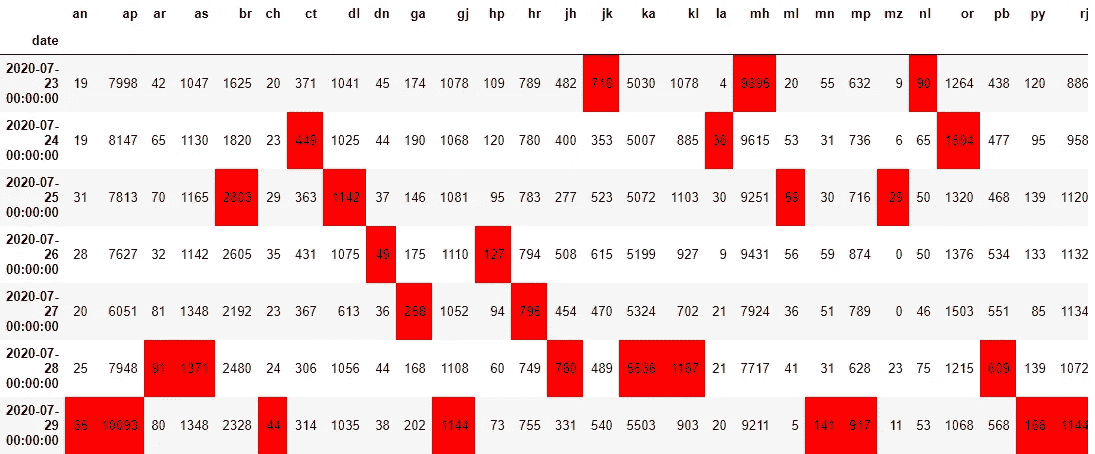 an ap ar as br ch ct dl dn ga gj hp hr jh jk ka kl la mh ml mn mp mz nl or pb py rj
date
2020-07-
23 19 7998 42 1047 1625 20 371 1041 45 174 1078 109 789 482 718 5030 1078 4 9895 20 55 632 9 90 1264 438 120 886
00:00:00
2020-07-
24 19 8147 65 1130 1820 23 449 1025 44 190 1068 120 780 400 353 5007 885 9615 53 31 736 6 65 1594 477 95 958
00:00:00
2020-07-
25 31 7813 70 1165 2803 29 363 1142 37 146 1081 95 783 277 523 5072 1103 30 9251 30 716 29 50 1320 468 139 1120
00:00:00
2020-07-
26 28 7627 32 1142 2605 35 431 1075 49 175 1110 127 794 508 615 5199 927 9 9431 56 59 874 0 50 1376 534 133 1132
00:00:00
2020-07-
27 20 6051 81 1348 2192 23 367 613 36 258 1052 94 795 454 470 5324 702 21 7924 36 51 789 0 46 1503 551 85 1134
00:00:00
2020-07-
28 25 7948 91 1371 2480 24 306 1056 44 168 1108 60 749 760 489 5536 1167 21 7717 41 31 628 23 75 1215 609 139 1072
00:00:00
2020-07-
29 10093 80 1348 2328 44 314 1035 38 202 1144 73 755 331 540 5503 903 20 9211 5 141 917 11 53 1068 568 1144
00:00:00